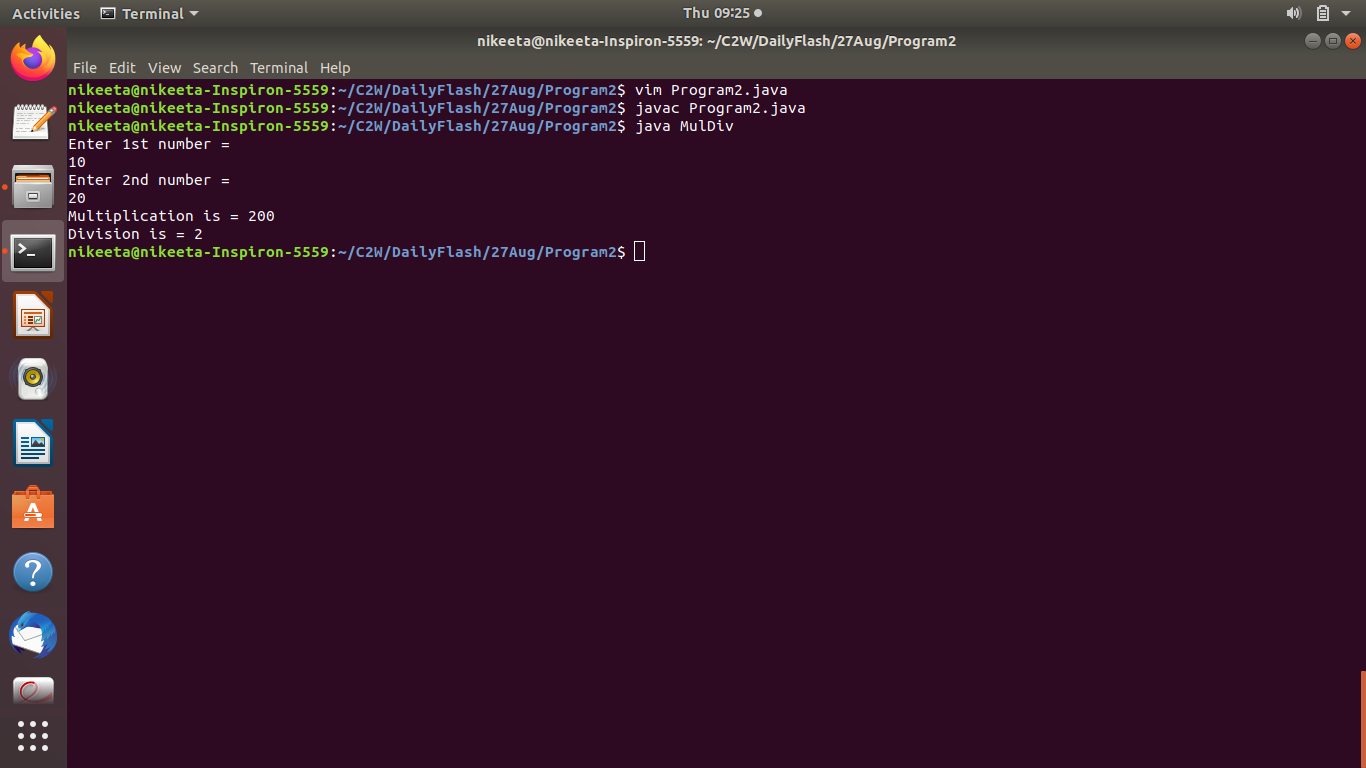 Activities Terminal Thu 09:25
nikeeta@nikeeta-Inspiron-5559: ~/C2W/DailyFlash/27Aug/Program2
File Edit View Search Terminal Help
nikeeta@nikeeta-Inspiron-5559:~/C2W/DailyFlash/27Aug/Program2$ vim Program2.java
nikeeta@nikeeta-Inspiron-5559:~/C2W/DailyFlash/27Aug/Program2$ javac Program2.java
nikeeta@nikeeta-Inspiron-5559:~/C2W/DailyFlash/27Aug/Program2$ java MulDiv
Enter 1st number =
10
Enter 2nd number =
20
Multiplication is = 200
Division is = 2
nikeeta@nikeeta-Inspiron-5559:~/C2W/DailyFlash/27Aug/Program2$